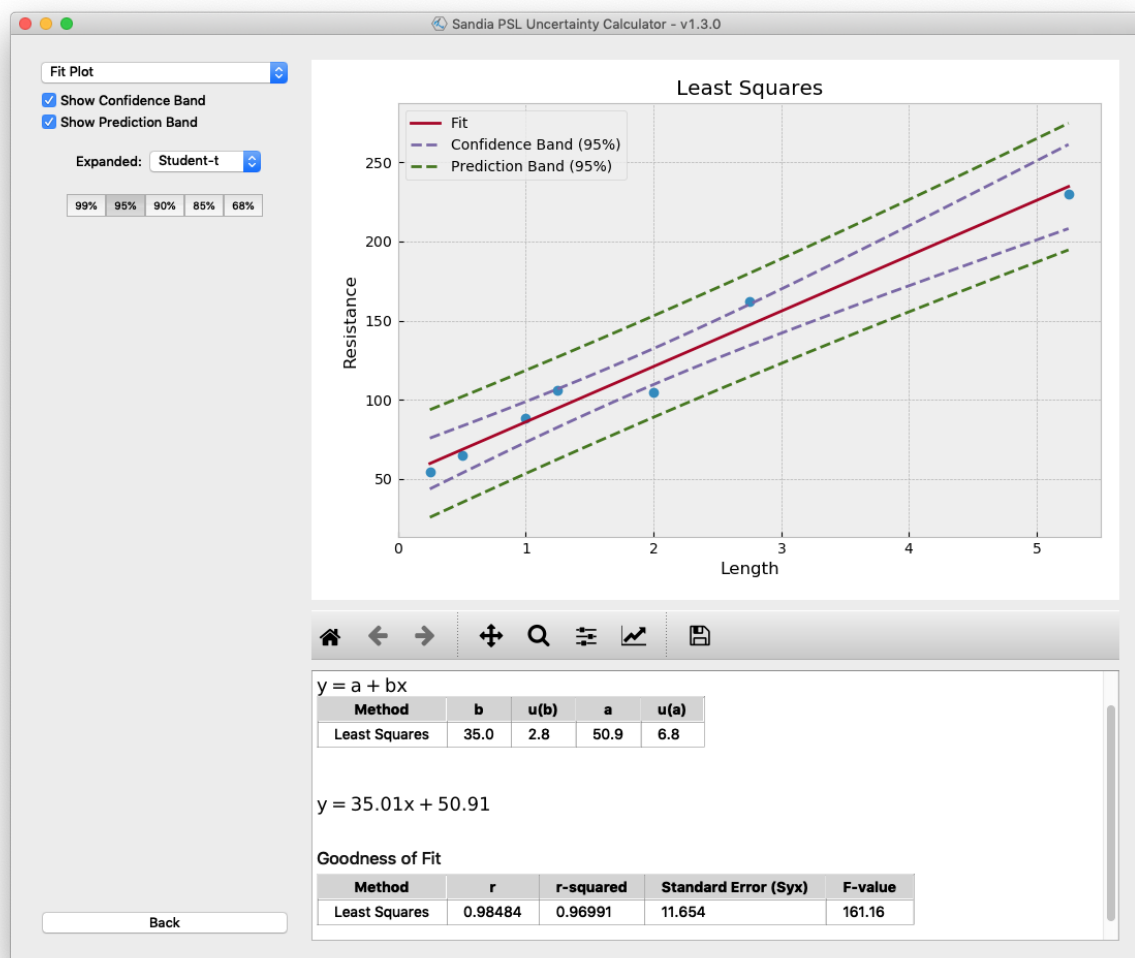 Sandia PSL Uncertainty Calculator - v1.3.0
Fit Plot
Show Confidence Band
Show Prediction Band
Expanded: Student-t
99% 95% 90% 85% 68%
Back
Least Squares
Fit
Confidence Band (95%)
Prediction Band (95%)
Resistance
250
200
150
100
50
0 1 2 3 4 5
Length
y = a + bx
Method b u(b) a u(a)
Least Squares 35.0 2.8 50.9 6.8
y = 35.01x + 50.91
Goodness of Fit
Method r r-squared Standard Error (Syx) F-value
Least Squares 0.98484 0.96991 11.654 161.16